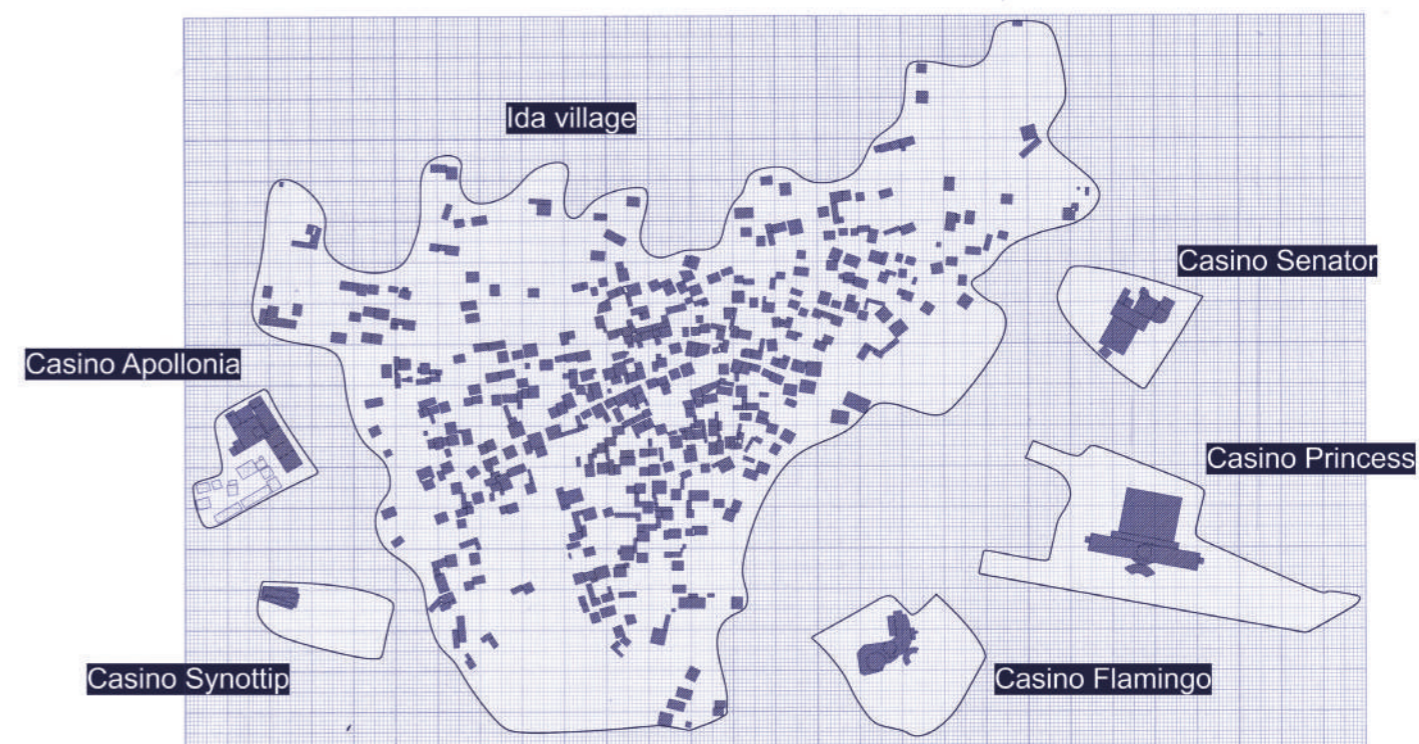 Ida village
Casino Senator
Casino Apollonia
Casino Princess
Casino Synottip
Casino Flamingo